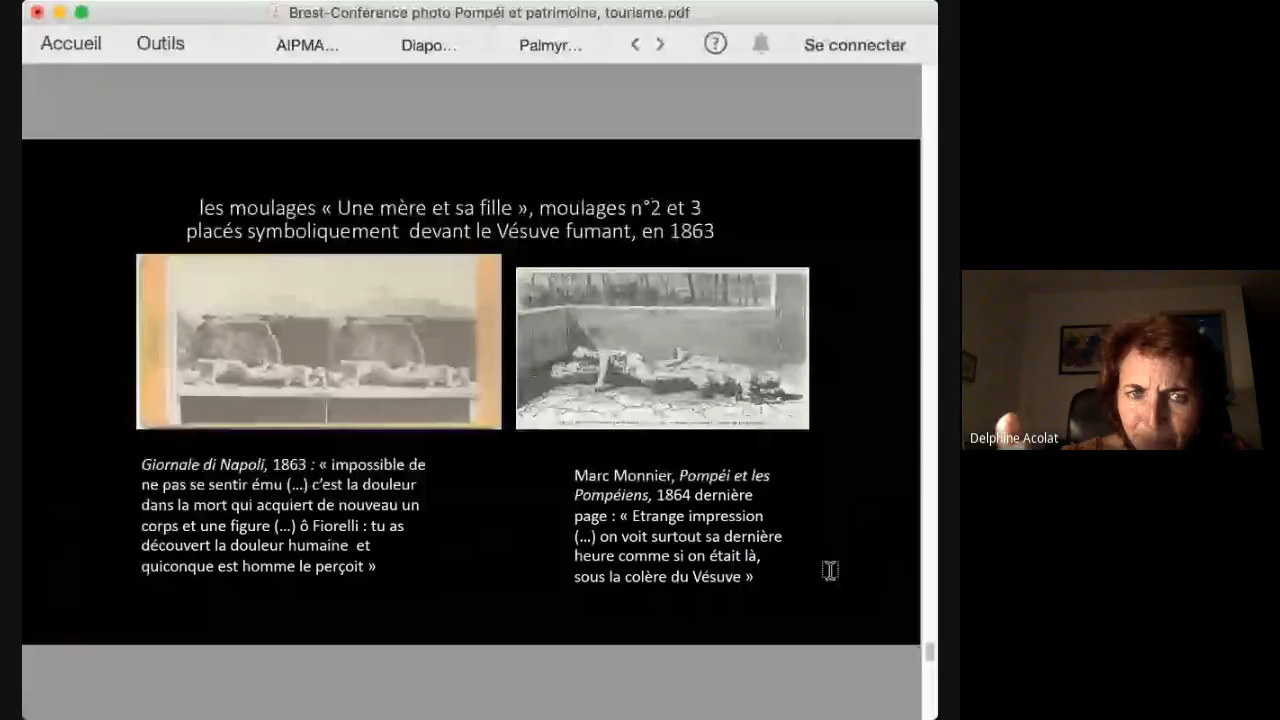 Brest-Conférence photo Pompéi et patrimoine, tourisme.pdf
Accueil Outils AIPMA... Diapo... Palmyr... Se connecter
les moulages « Une mère et sa fille », moulages n°2 et 3
placés symboliquement devant le Vésuve fumant, en 1863
Giornale di Napoli, 1863 : « impossible de
ne pas se sentir ému (...) c’est la douleur
dans la mort qui acquiert de nouveau un
corps et une figure (...) ô Fiorelli : tu as
découvert la douleur humaine et
quiconque est homme le perçoit »
Marc Monnier, Pompéi et les
Pompéiens, 1864 dernière
page : « Etrange impression
(...) on voit surtout sa dernière
heure comme si on était là,
sous la colère du Vésuve »
Delphine Acolat